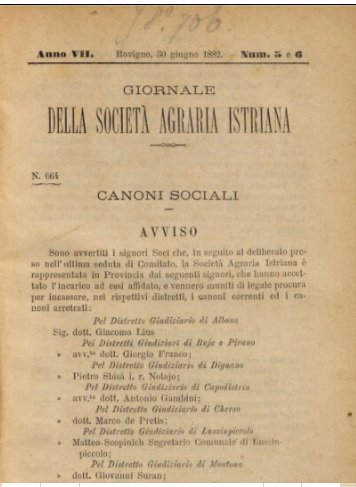 Anno VII. Rovigno, 30 giugno 1882. Num. 5 e 6
GIORNALE
DELLA SOCIETÀ AGRARIA ISTRIANA
N. 664
CANONI SOCIALI
AVVISO
Sono avvertiti i signori Soci che, in seguito al deliberato pre-
so nell'ultima seduta di Comitato, la Società Agraria Istriana è
rappresentata in Provincia dai seguenti signori, che hanno accet-
tato l'incarico ad essi affidato, e vennero muniti di legale procura
per incassare, nei rispettivi distretti, i canoni correnti ed i ca-
noni arretrati:
Pel Distretto Giudiziario di Albona
Sig. dott. Giacomo Lius
Pei Distretti Giudiziari di Buje e Pirano
» avv.to dott. Giorgio Franco;
Pel Distretto Giudiziario di Dignano
» Pietro Sbisà i. r. Notajo;
Pel Distretto Giudiziario di Capodistria
» avv.to dott. Antonio Gambini;
Pel Distretto Giudiziario di Cherso
» dott. Marco de Petris;
Pel Distretto Giudiziario di Lussinpiccolo
» Matteo Scopinich Segretario Comunale di Lussin-
piccolo;
Pel Distretto Giudiziario di Montona
» dott. Giovanni Suran;